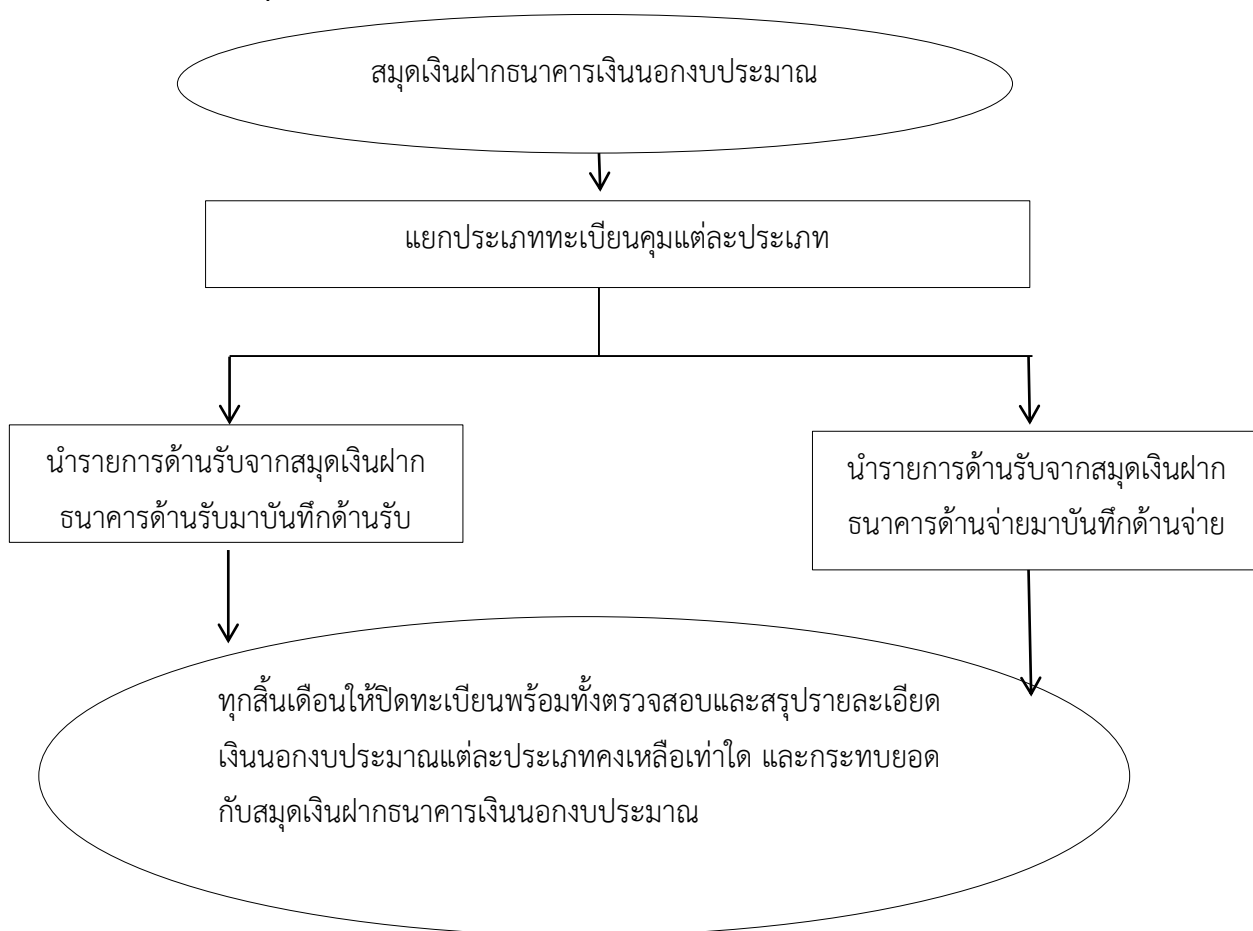 สมุดเงินฝากธนาคารเงินนอกงบประมาณ
แยกประเภททะเบียนคุมแต่ละประเภท
นำรายการด้านรับจากสมุดเงินฝาก
ธนาคารด้านรับมาบันทึกด้านรับ
นำรายการด้านรับจากสมุดเงินฝาก
ธนาคารด้านจ่ายมาบันทึกด้านจ่าย
ทุกสิ้นเดือนให้ปิดทะเบียนพร้อมทั้งตรวจสอบและสรุปรายละเอียด
เงินนอกงบประมาณแต่ละประเภทคงเหลือเท่าใด และกระทบยอด
กับสมุดเงินฝากธนาคารเงินนอกงบประมาณ